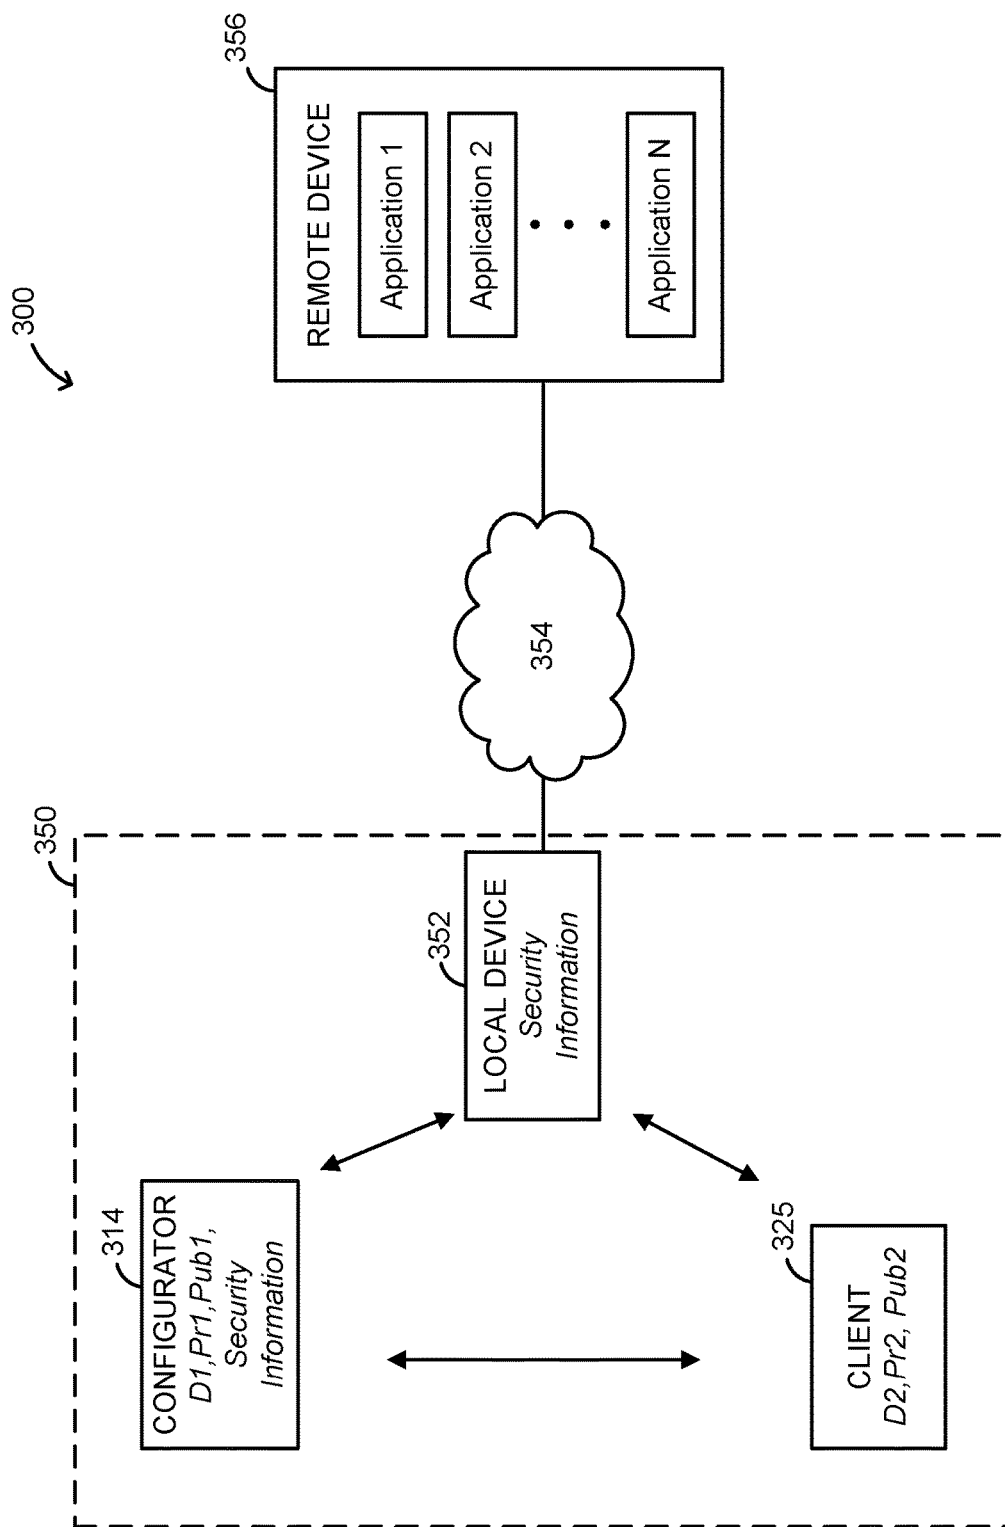 300
350
314
CONFIGURATOR
D1,Pr1,Pub1,
Security
Information
352
LOCAL DEVICE
Security
Information
325
CLIENT
D2,Pr2, Pub2
354
356
REMOTE DEVICE
Application 1
Application 2
Application N